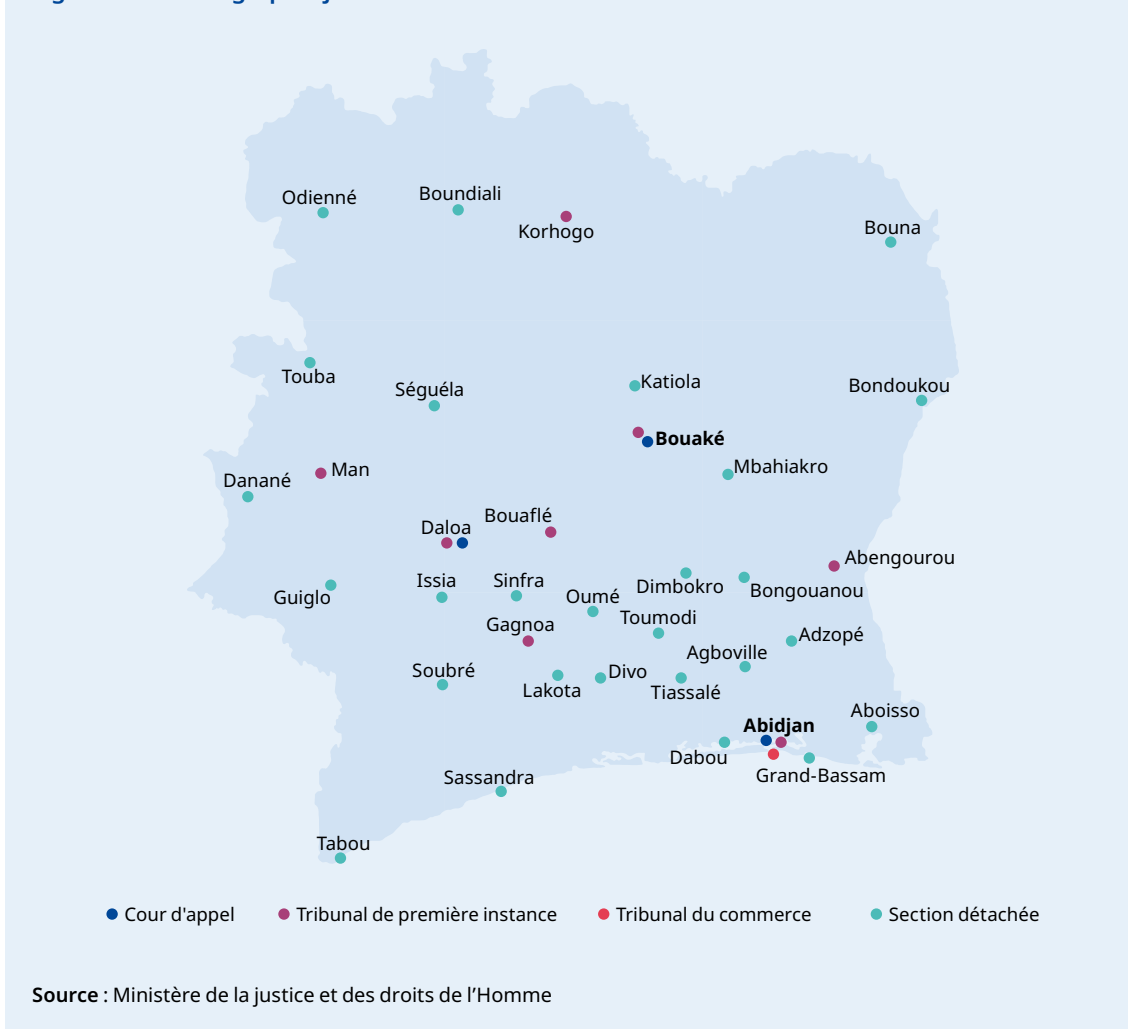 Odienné
Boundiali
Korhogo
Bouna
Touba
Séguéla
Katiola
Bondoukou
Bouaké
Man
Mbahiakro
Danané
Daloa
Bouaflé
Abengourou
Guiglo
Issia
Sinfra
Oumé
Dimbokro
Bongouanou
Gagnoa
Toumodi
Adzopé
Agboville
Soubré
Lakota
Divo
Tiassalé
Aboisso
Abidjan
Dabou
Grand-Bassam
Sassandra
Tabou
Cour d'appel
Tribunal de première instance
Tribunal du commerce
Section détachée
Source : Ministère de la justice et des droits de l’Homme